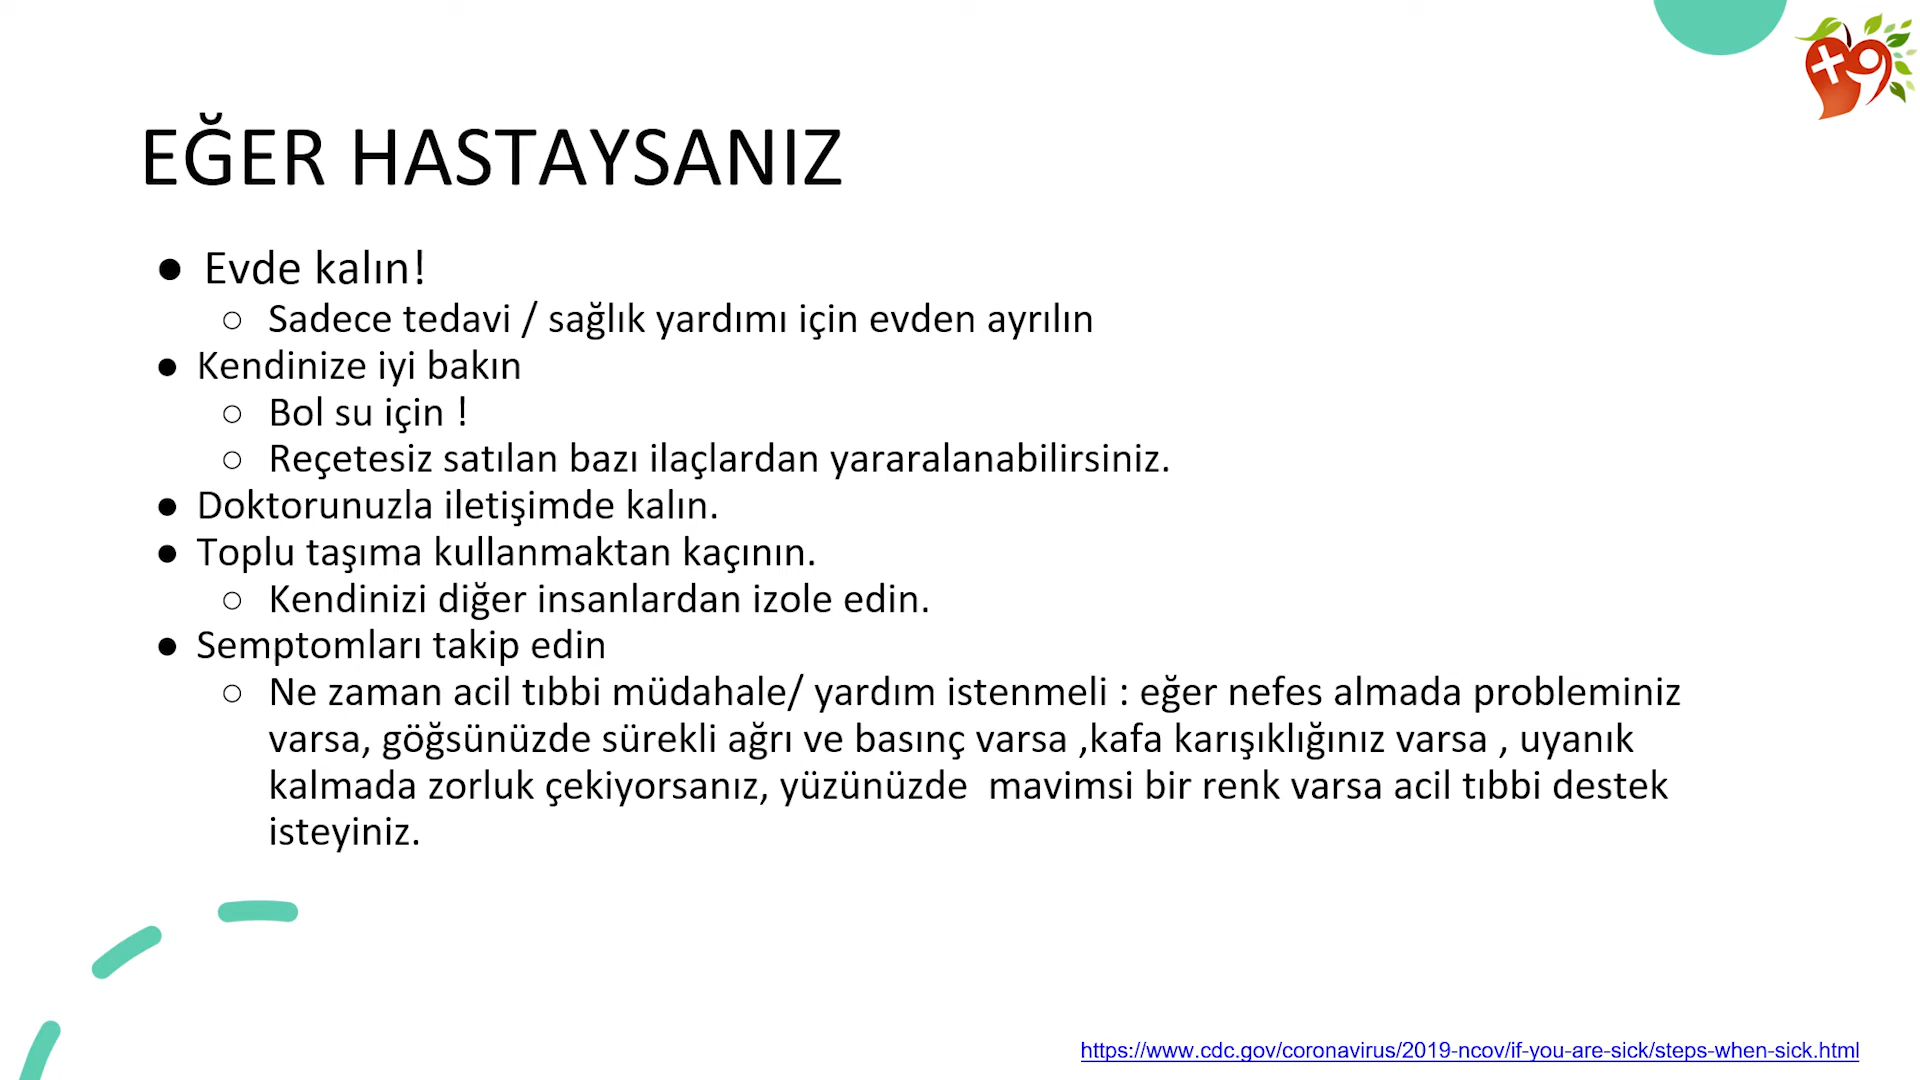 EĞER HASTAYSANIZ
● Evde kalın!
○ Sadece tedavi / sağlık yardımı için evden ayrılın
● Kendinize iyi bakın
○ Bol su için !
○ Reçetesiz satılan bazı ilaçlardan yararalanabilirsiniz.
● Doktorunuzla iletişimde kalın.
● Toplu taşıma kullanmaktan kaçının.
○ Kendinizi diğer insanlardan izole edin.
● Semptomları takip edin
○ Ne zaman acil tıbbi müdahale/ yardım istenmeli : eğer nefes almada probleminiz
varsa, göğsünüzde sürekli ağrı ve basınç varsa ,kafa karışıklığınız varsa , uyanık
kalmada zorluk çekiyorsanız, yüzünüzde  mavimsi bir renk varsa acil tıbbi destek
isteyiniz.
https://www.cdc.gov/coronavirus/2019-ncov/if-you-are-sick/steps-when-sick.html